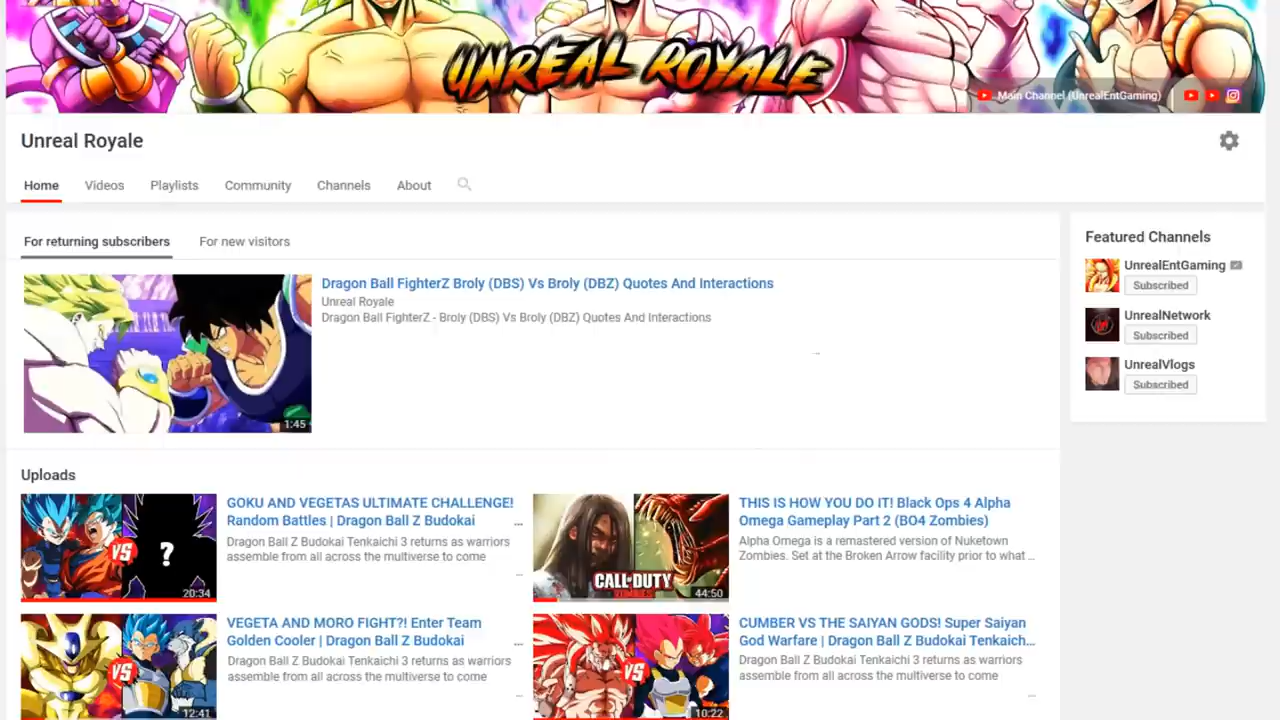 UNREAL ROYALE
Main Channel (UnrealEntGaming)
Unreal Royale
Home Videos Playlists Community Channels About
For returning subscribers For new visitors
Dragon Ball FighterZ Broly (DBS) Vs Broly (DBZ) Quotes And Interactions
Unreal Royale
Dragon Ball FighterZ - Broly (DBS) Vs Broly (DBZ) Quotes And Interactions
...
1:45
Featured Channels
UnrealEntGaming
Subscribed
UnrealNetwork
Subscribed
UnrealVlogs
Subscribed
Uploads
VS
?
20:34
GOKU AND VEGETAS ULTIMATE CHALLENGE!
Random Battles | Dragon Ball Z Budokai
...
Dragon Ball Z Budokai Tenkaichi 3 returns as warriors
assemble from all across the multiverse to come
...
CALL OF DUTY
ZOMBIES
44:50
THIS IS HOW YOU DO IT! Black Ops 4 Alpha
Omega Gameplay Part 2 (BO4 Zombies)
Alpha Omega is a remastered version of Nuketown
Zombies. Set at the Broken Arrow facility prior to what ...
VS
12:41
VEGETA AND MORO FIGHT?! Enter Team
Golden Cooler | Dragon Ball Z Budokai
...
Dragon Ball Z Budokai Tenkaichi 3 returns as warriors
assemble from all across the multiverse to come
...
VS
10:22
CUMBER VS THE SAIYAN GODS! Super Saiyan
God Warfare | Dragon Ball Z Budokai Tenkaich...
Dragon Ball Z Budokai Tenkaichi 3 returns as warriors
assemble from all across the multiverse to come
...